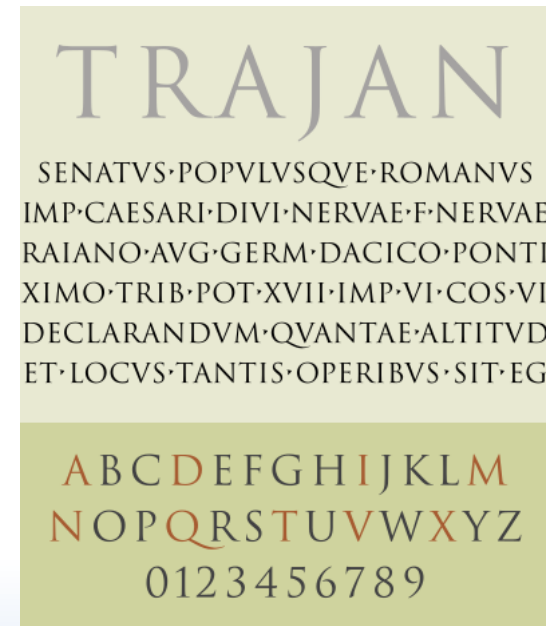 TRAJAN
SENATVS·POPVLVSQVE·ROMANVS
IMP·CAESARI·DIVI·NERVAE·F·NERVAE
RAIANO·AVG·GERM·DACICO·PONTI
XIMO·TRIB·POT·XVII·IMP·VI·COS·VI
DECLARANDVM·QVANTAE·ALTITVD
ET·LOCVS·TANTIS·OPERIBVS·SIT·EG
ABCDEFGHIJKLM
NOPQRSTUVWXYZ
0123456789